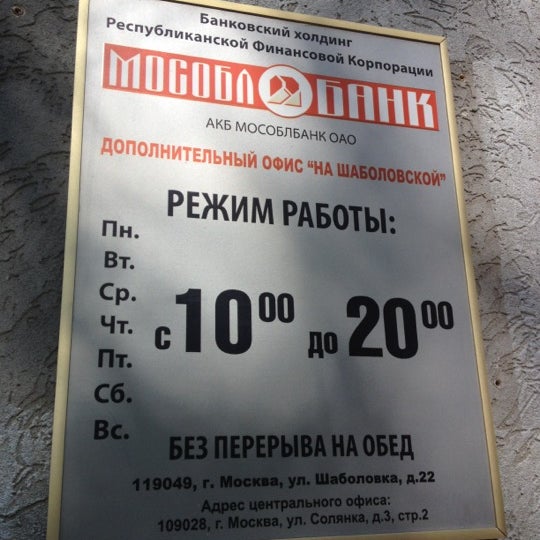 Банковский холдинг
Республиканской Финансовой Корпорации
МОСОБЛБАНК
АКБ МОСОБЛБАНК ОАО
ДОПОЛНИТЕЛЬНЫЙ ОФИС "НА ШАБОЛОВСКОЙ"
РЕЖИМ РАБОТЫ:
Пн.
Вт.
Ср.
Чт.
Пт.
Сб.
Вс.
с 10 00 до 20 00
БЕЗ ПЕРЕРЫВА НА ОБЕД
119049, г. Москва, ул. Шаболовка, д.22
Адрес центрального офиса:
109028, г. Москва, ул. Солянка, д.3, стр.2